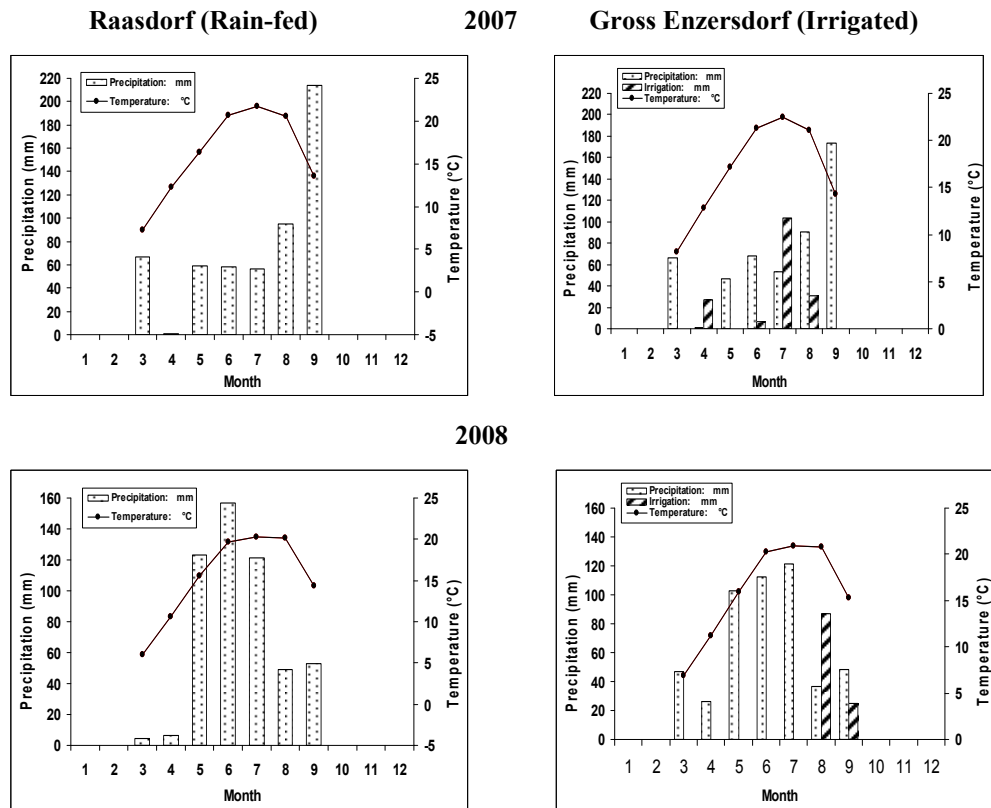 Raasdorf (Rain-fed) 2007 Gross Enzersdorf (Irrigated)
Precipitation: mm
Temperature: °C
220
200
180
160
140
120
100
80
60
40
20
0
Precipitation (mm)
25
20
15
10
5
0
-5
Temperature (°C)
1 2 3 4 5 6 7 8 9 10 11 12
Month
Precipitation: mm
Irrigation: mm
Temperature: °C
220
200
180
160
140
120
100
80
60
40
20
0
Precipitation (mm)
25
20
15
10
5
0
Temperature (°C)
1 2 3 4 5 6 7 8 9 10 11 12
Month
2008
Precipitation: mm
Temperature: °C
160
140
120
100
80
60
40
20
0
Precipitation (mm)
25
20
15
10
5
0
-5
Temperature (°C)
1 2 3 4 5 6 7 8 9 10 11 12
Month
Precipitation: mm
Irrigation: mm
Temperature: °C
160
140
120
100
80
60
40
20
0
Precipitation (mm)
25
20
15
10
5
0
Temperature (°C)
1 2 3 4 5 6 7 8 9 10 11 12
Month